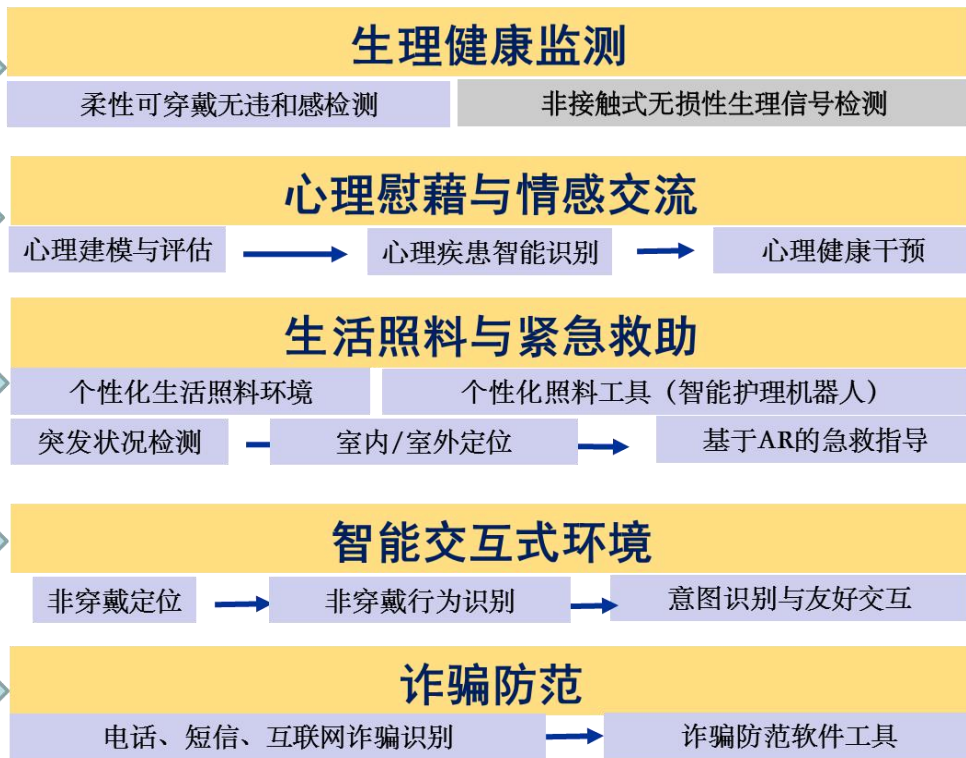 生理健康监测
柔性可穿戴无违和感检测 非接触式无损性生理信号检测
心理慰藉与情感交流
心理建模与评估 心理疾患智能识别 心理健康干预
生活照料与紧急救助
个性化生活照料环境 个性化照料工具（智能护理机器人）
突发状况检测 室内/室外定位 基于AR的急救指导
智能交互式环境
非穿戴定位 非穿戴行为识别 意图识别与友好交互
诈骗防范
电话、短信、互联网诈骗识别 诈骗防范软件工具